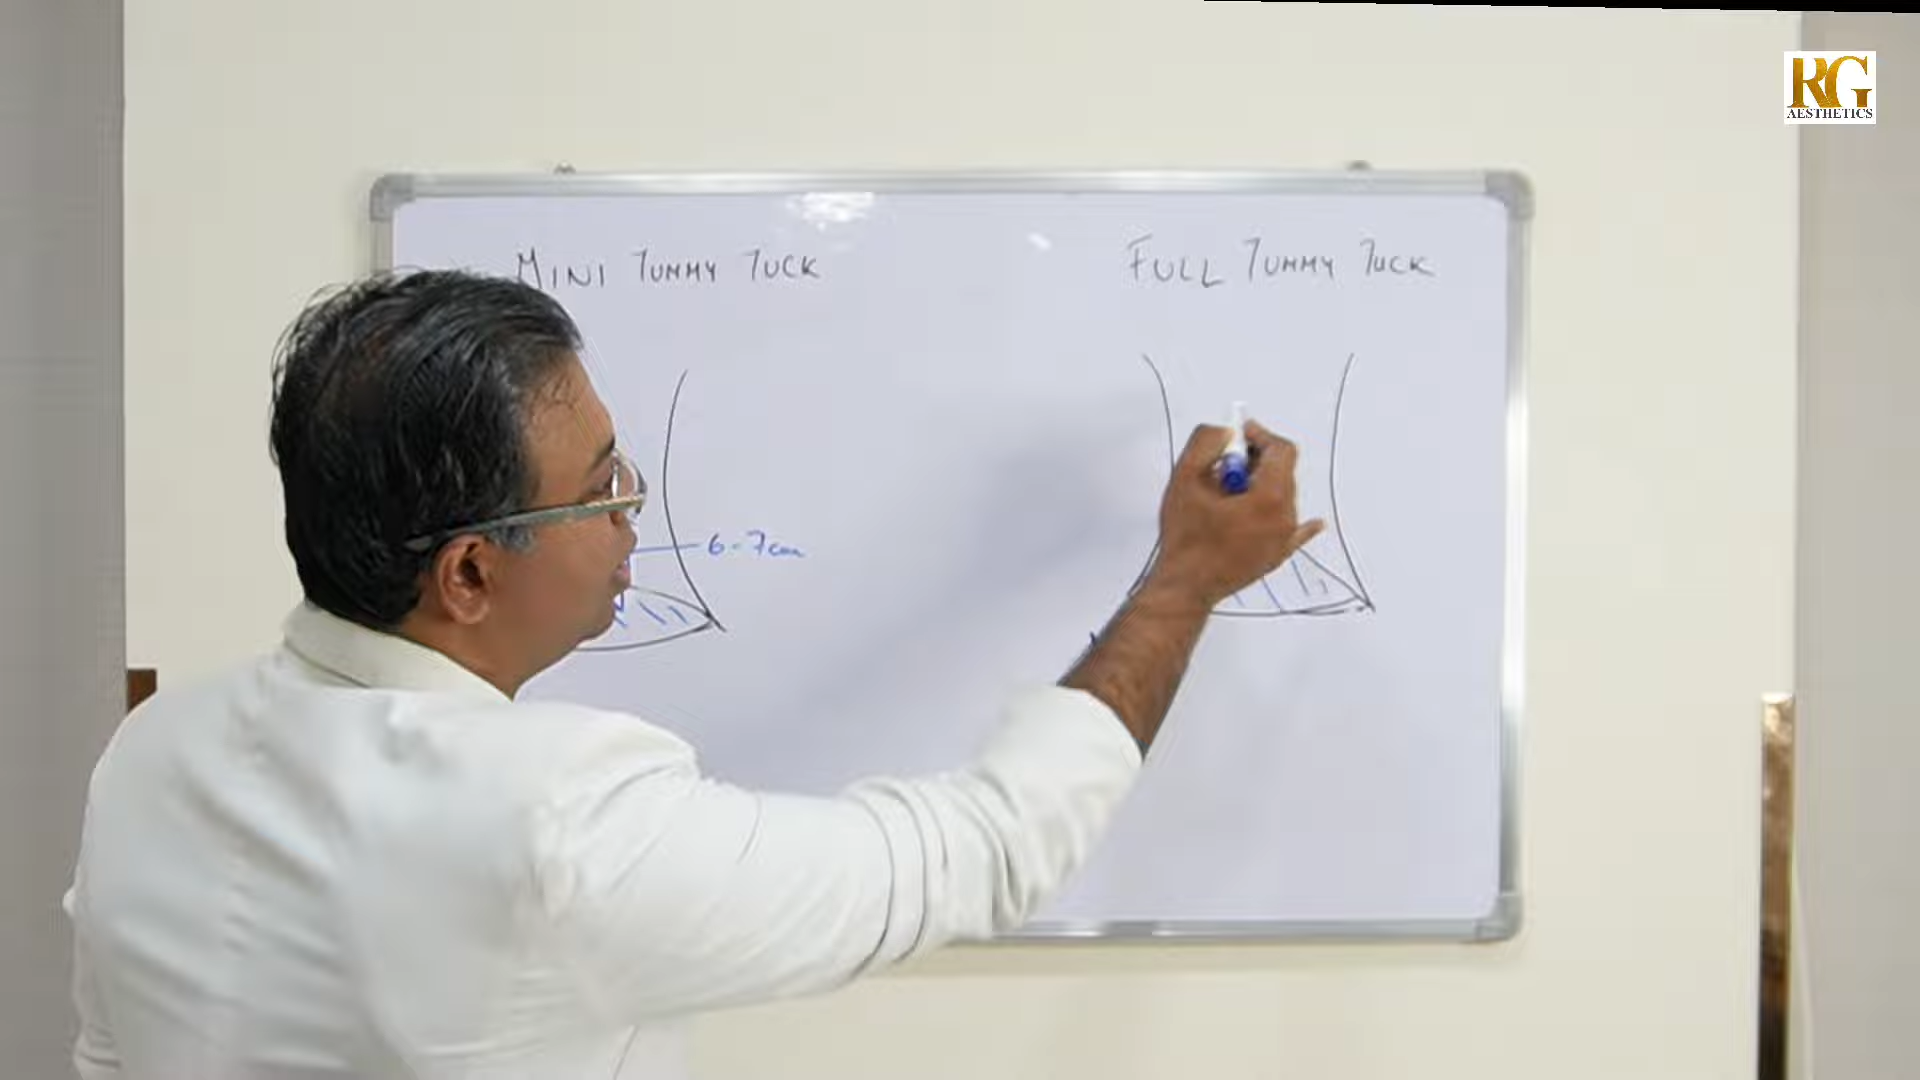 RG
AESTHETICS
MINI TUMMY TUCK
FULL TUMMY TUCK
6-7cm